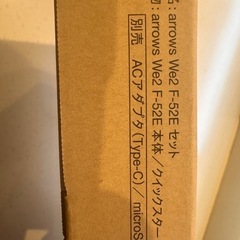 : arrows We2 F-52E セット
: arrows We2 F-52E 本体 / クイックスター
別売 ACアダプタ(Type-C) / microS